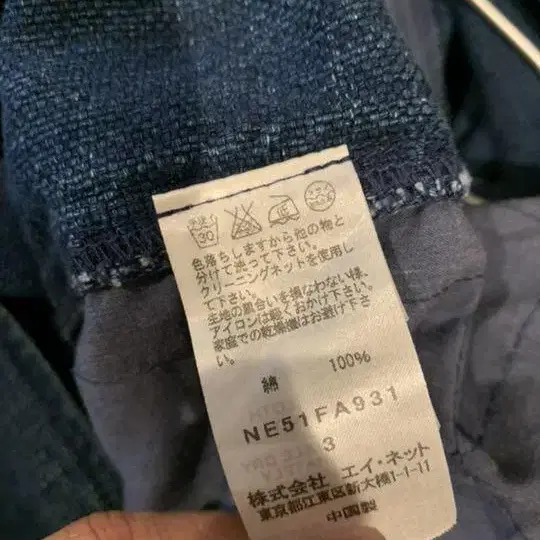 手洗イ
30
色落ちしますから他の物と
分けて洗って下さい。
クリーニングネットを使用し
て下さい。
生地の風合いを損なわない様、
アイロンは軽くおかけ下さい。
家庭での乾燥機はお避け下
さい。
綿 100%
NE51FA931
3
株式会社 エイ・ネット
東京都江東区新大橋1-1-11
中国製